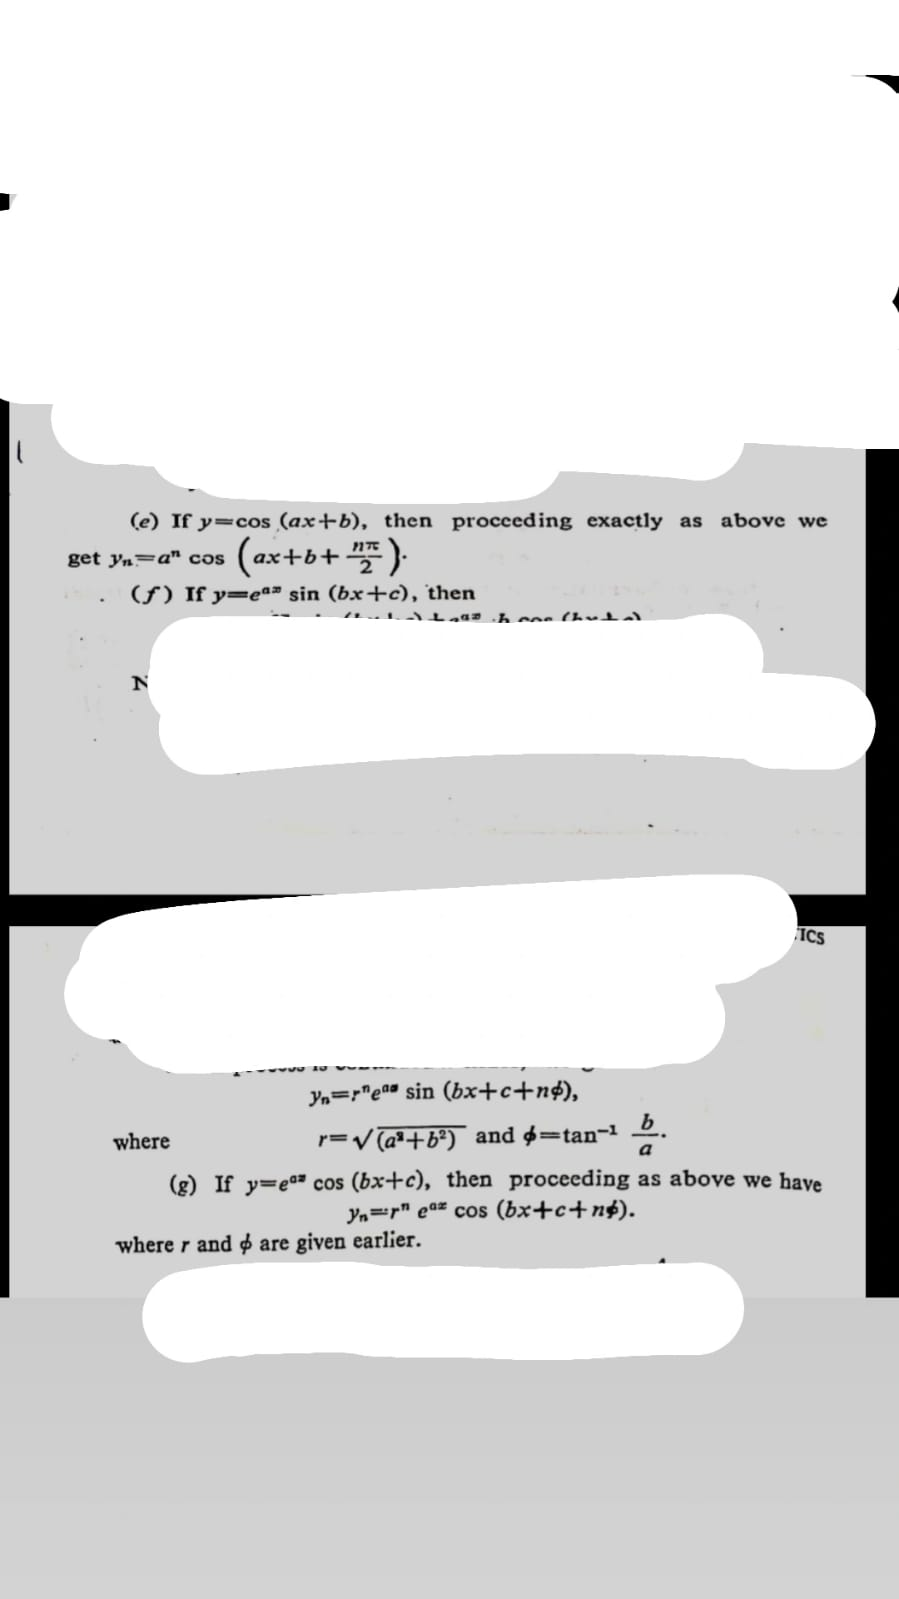 (e) If y=cos (ax+b), then proceeding exactly as above we
get yₙ=aⁿ cos (ax+b+ nπ/2).
(f) If y=eᵃˣ sin (bx+c), then
b cos (bx+c)
N
ICS
yₙ=rⁿeᵃˣ sin (bx+c+nϕ),
where r=√(a²+b²) and ϕ=tan⁻¹ b/a.
(g) If y=eᵃˣ cos (bx+c), then proceeding as above we have
yₙ=rⁿ eᵃˣ cos (bx+c+nϕ).
where r and ϕ are given earlier.